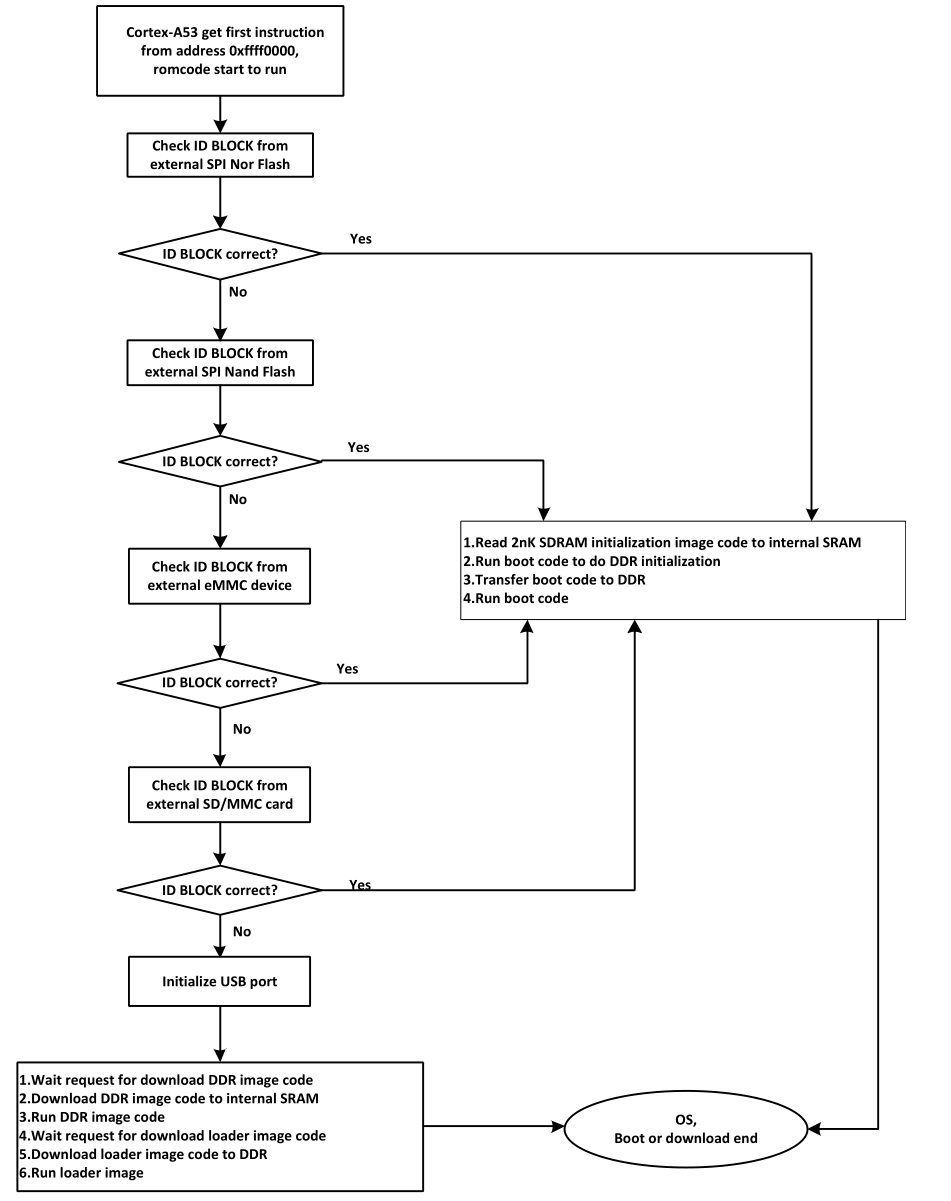 Cortex-A53 get first instruction
from address 0xffff0000,
romcode start to run
Check ID BLOCK from
external SPI Nor Flash
ID BLOCK correct?
Yes
No
Check ID BLOCK from
external SPI Nand Flash
ID BLOCK correct?
Yes
No
Check ID BLOCK from
external eMMC device
1.Read 2nK SDRAM initialization image code to internal SRAM
2.Run boot code to do DDR initialization
3.Transfer boot code to DDR
4.Run boot code
ID BLOCK correct?
Yes
No
Check ID BLOCK from
external SD/MMC card
ID BLOCK correct?
Yes
No
Initialize USB port
1.Wait request for download DDR image code
2.Download DDR image code to internal SRAM
3.Run DDR image code
4.Wait request for download loader image code
5.Download loader image code to DDR
6.Run loader image
OS,
Boot or download end